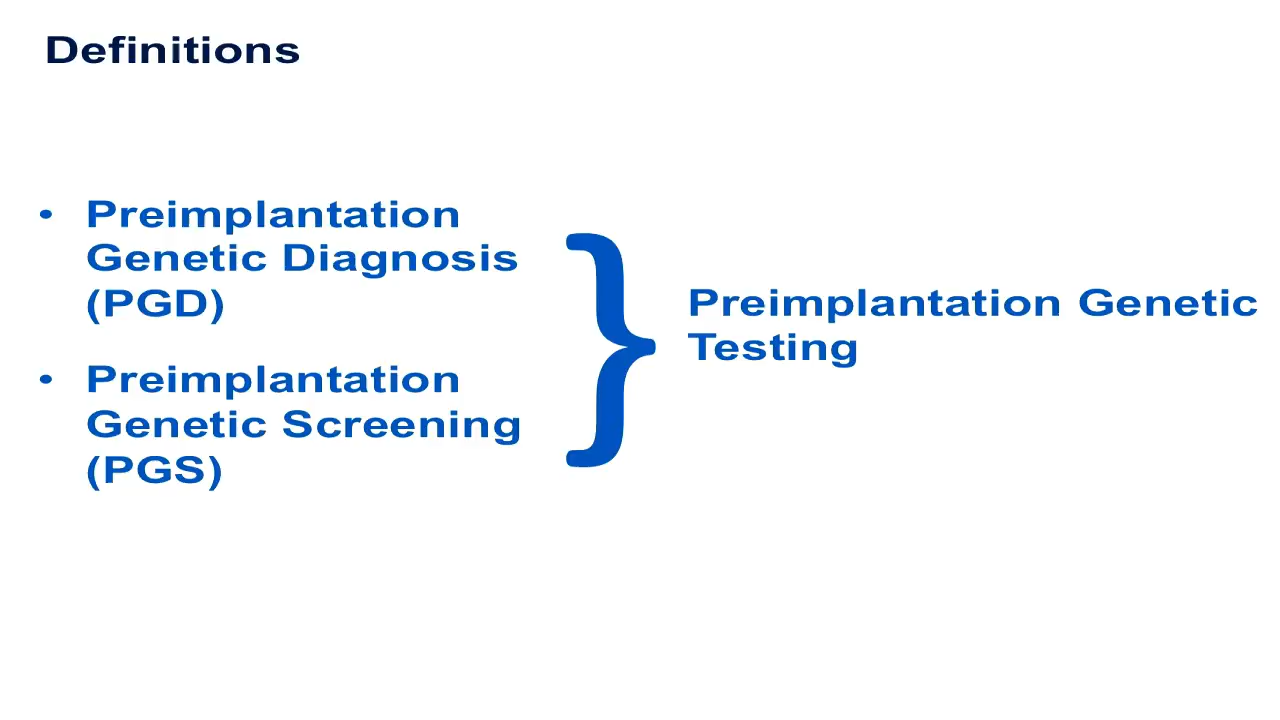 Definitions
• Preimplantation
Genetic Diagnosis
(PGD)
• Preimplantation
Genetic Screening
(PGS)
}
Preimplantation Genetic
Testing